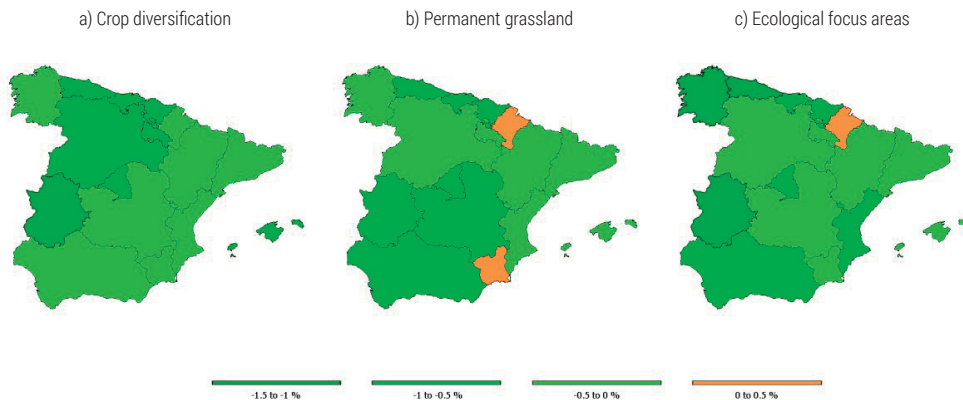 a) Crop diversification
b) Permanent grassland
c) Ecological focus areas
-1.5 to -1 %
-1 to -0.5 %
-0.5 to 0 %
0 to 0.5 %